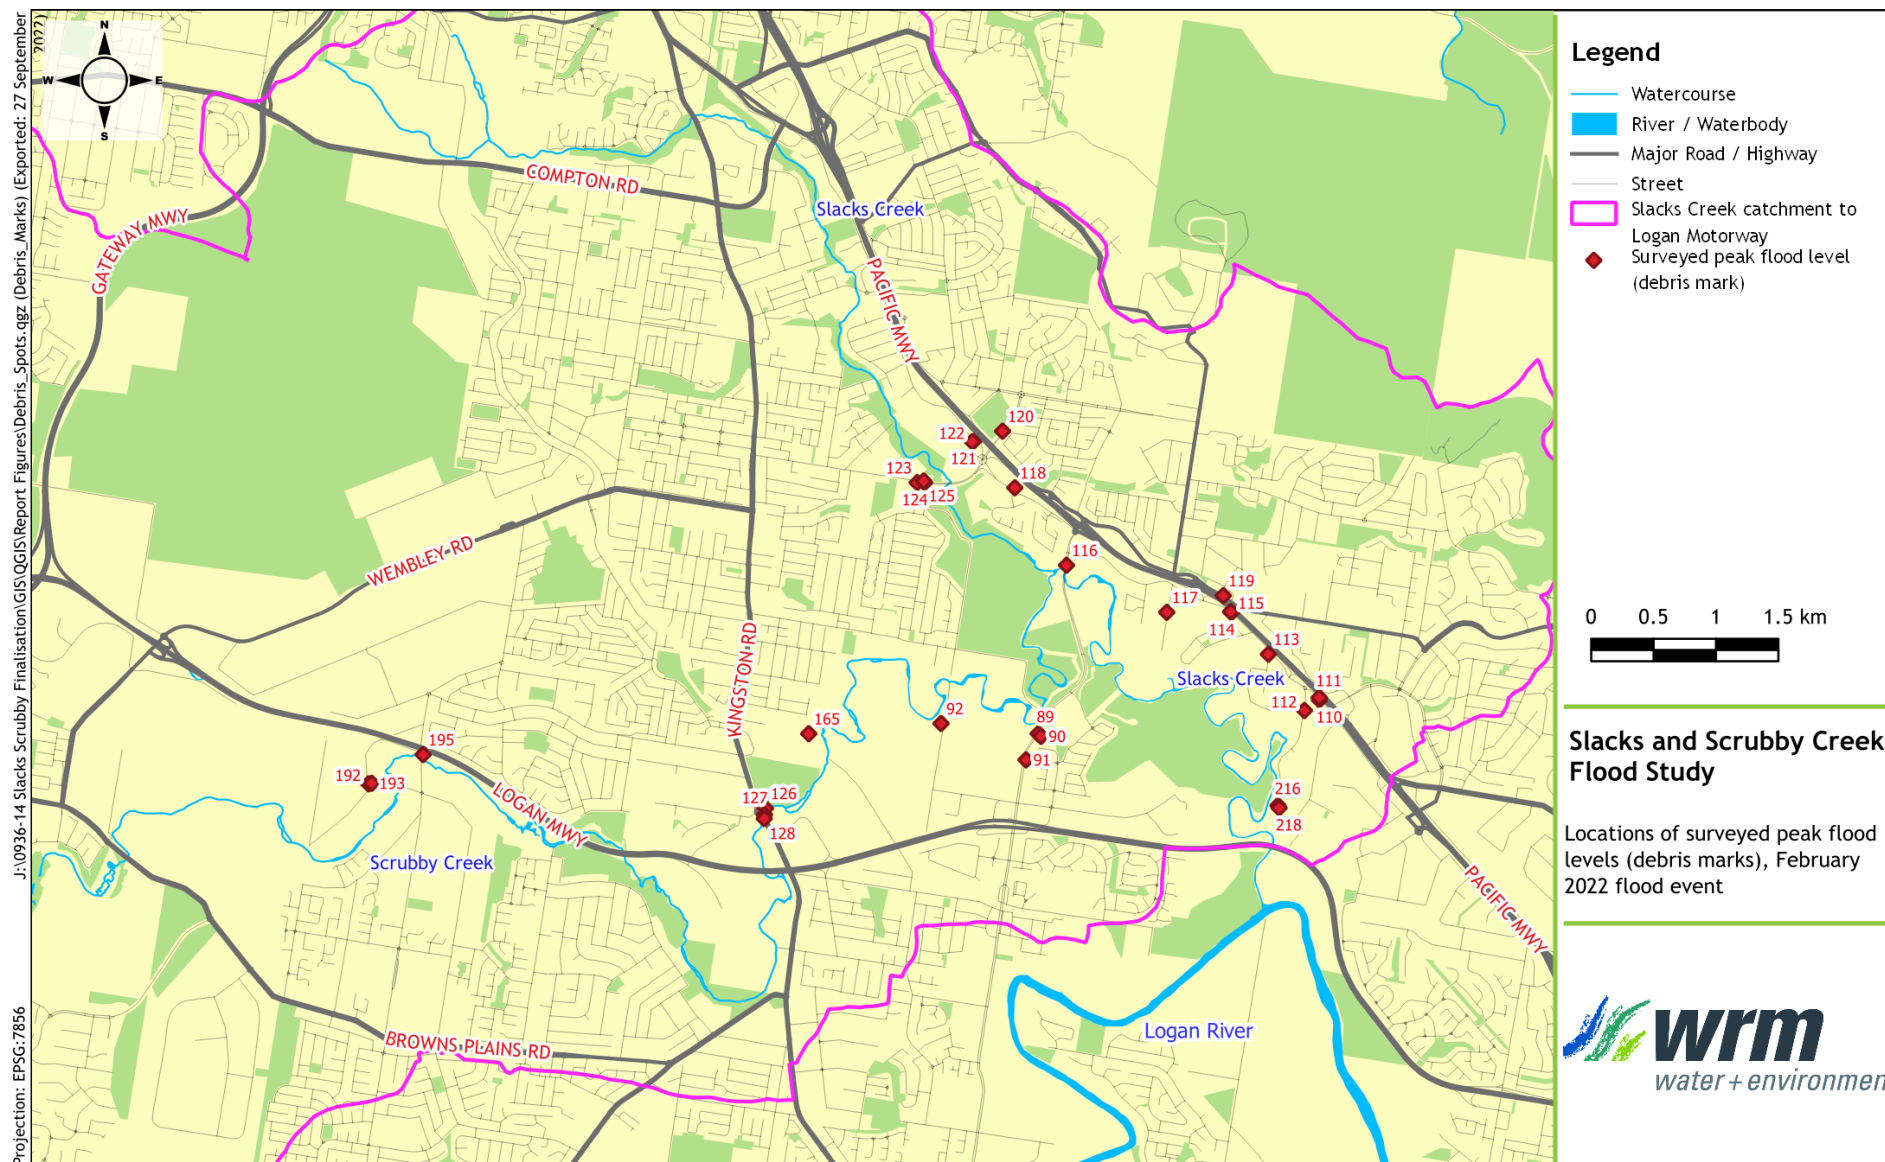 J:\0936-14 Slacks Scrubby Finalisation\GIS\QGIS\Report Figures\Debris_Spots.qgz (Debris_Marks) (Exported: 27 September
2022)
Projection: EPSG:7856
N
W
E
S
COMPTON RD
GATEWAY MWY
Slacks Creek
PACIFIC MWY
120
122
121
118
123
124
125
WEMBLEY RD
116
119
117
115
114
113
KINGSTON RD
Slacks Creek
111
112
110
165
92
89
90
91
195
192
193
LOGAN MWY
127
126
128
216
218
Scrubby Creek
PACIFIC MWY
BROWNS PLAINS RD
Logan River
Legend
Watercourse
River / Waterbody
Major Road / Highway
Street
Slacks Creek catchment to
Logan Motorway
Surveyed peak flood level
(debris mark)
0 0.5 1 1.5 km
Slacks and Scrubby Creek
Flood Study
Locations of surveyed peak flood
levels (debris marks), February
2022 flood event
wrm
water + environmen